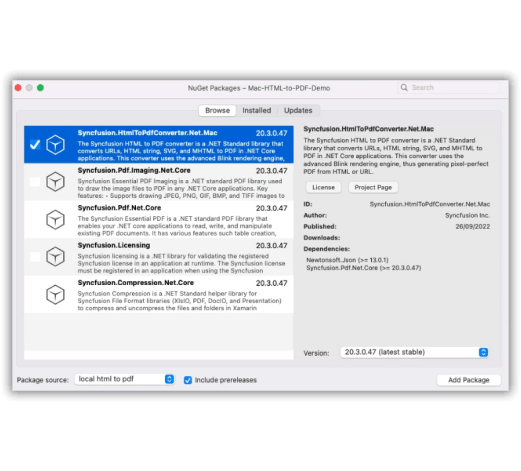 NuGet Packages – Mac-HTML-to-PDF-Demo
Search
Browse
Installed
Updates
Syncfusion.HtmlToPdfConverter.Net.Mac 20.3.0.47
The Syncfusion HTML to PDF converter is a .NET Standard library that
converts URLs, HTML string, SVG, and MHTML to PDF in .NET Core
applications. This converter uses the advanced Blink rendering engine,
Syncfusion.Pdf.Imaging.Net.Core 20.3.0.47
Syncfusion Essential PDF Imaging is a .NET standard PDF library used
to draw the image files to PDF in any .NET Core applications. Key
features: - Supports drawing JPEG, PNG, GIF, BMP, and TIFF images to
Syncfusion.Pdf.Net.Core 20.3.0.47
The Syncfusion Essential PDF is a .NET standard PDF library that
enables your .NET core applications to read, write, and manipulate
existing PDF documents. It has various features such table creation,
Syncfusion.Licensing 20.3.0.47
Syncfusion licensing is a .NET library for validating the registered
Syncfusion license in an application at runtime. The Syncfusion license
must be registered in an application when using the Syncfusion
Syncfusion.Compression.Net.Core 20.3.0.47
Syncfusion Compression is a .NET Standard helper library for
Syncfusion File Format libraries (XlsIO, PDF, DocIO, and Presentation)
to compress and uncompress the files and folders in Xamarin
Syncfusion.HtmlToPdfConverter.Net.Mac
The Syncfusion HTML to PDF converter is a .NET Standard
library that converts URLs, HTML string, SVG, and MHTML to
PDF in .NET Core applications. This converter uses the
advanced Blink rendering engine, thus generating pixel-perfect
PDF from HTML or URL.
License
Project Page
ID: Syncfusion.HtmlToPdfConverter.Net.Mac
Author: Syncfusion Inc.
Published: 26/09/2022
Downloads:
Dependencies:
Newtonsoft.Json (>= 13.0.1)
Syncfusion.Pdf.Net.Core (>= 20.3.0.47)
Version: 20.3.0.47 (latest stable)
Package source: local html to pdf
Include prereleases
Add Package